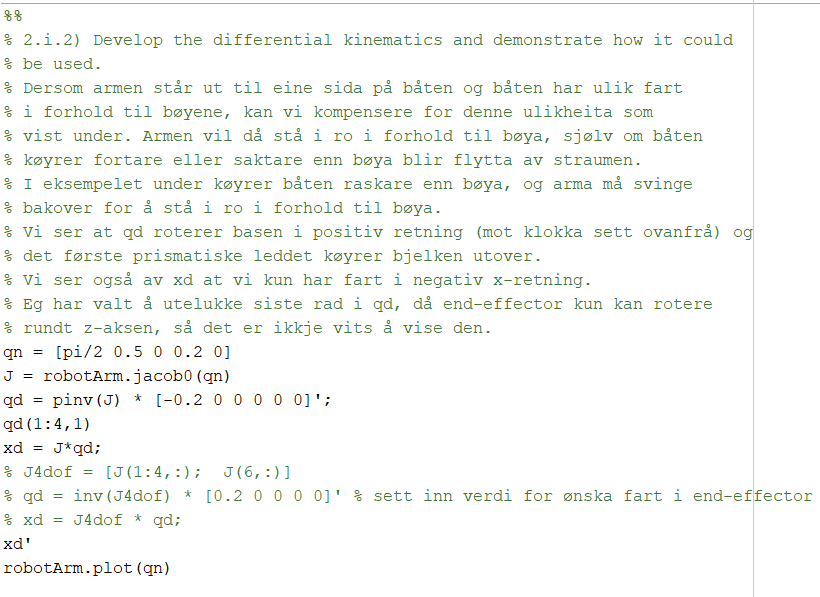 %%
% 2.i.2) Develop the differential kinematics and demonstrate how it could
% be used.
% Dersom armen står ut til eine sida på båten og båten har ulik fart
% i forhold til bøyene, kan vi kompensere for denne ulikheita som
% vist under. Armen vil då stå i ro i forhold til bøya, sjølv om båten
% køyrer fortare eller saktare enn bøya blir flytta av straumen.
% I eksempelet under køyrer båten raskare enn bøya, og arma må svinge
% bakover for å stå i ro i forhold til bøya.
% Vi ser at qd roterer basen i positiv retning (mot klokka sett ovanfrå) og
% det første prismatiske leddet køyrer bjelken utover.
% Vi ser også av xd at vi kun har fart i negativ x-retning.
% Eg har valt å utelukke siste rad i qd, då end-effector kun kan rotere
% rundt z-aksen, så det er ikkje vits å vise den.
qn = [pi/2 0.5 0 0.2 0]
J = robotArm.jacob0(qn)
qd = pinv(J) * [-0.2 0 0 0 0 0]';
qd(1:4,1)
xd = J*qd;
% J4dof = [J(1:4,:);  J(6,:)]
% qd = inv(J4dof) * [0.2 0 0 0 0]' % sett inn verdi for ønska fart i end-effector
% xd = J4dof * qd;
xd'
robotArm.plot(qn)